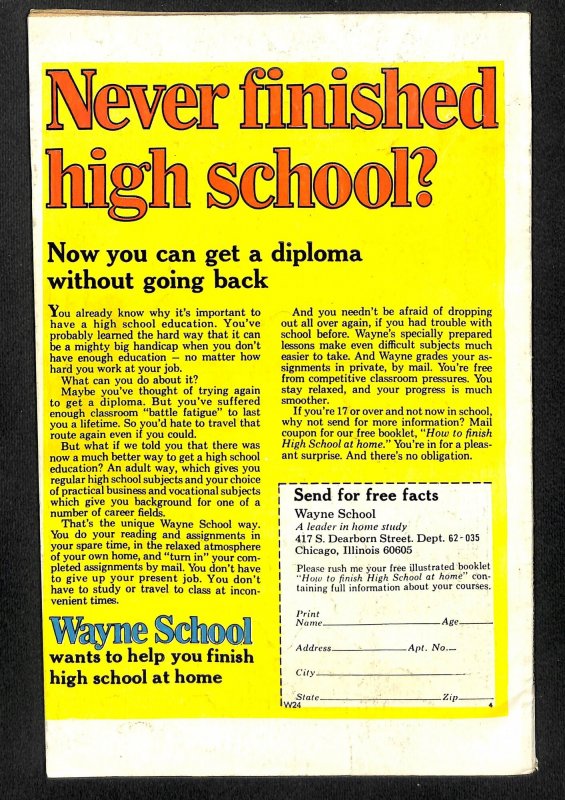 Never finished
high school?
Now you can get a diploma
without going back
You already know why it's important to
have a high school education. You've
probably learned the hard way that it can
be a mighty big handicap when you don't
have enough education – no matter how
hard you work at your job.
What can you do about it?
Maybe you've thought of trying again
to get a diploma. But you've suffered
enough classroom "battle fatigue" to last
you a lifetime. So you'd hate to travel that
route again even if you could.
But what if we told you that there was
now a much better way to get a high school
education? An adult way, which gives you
regular high school subjects and your choice
of practical business and vocational subjects
which give you background for one of a
number of career fields.
That's the unique Wayne School way.
You do your reading and assignments in
your spare time, in the relaxed atmosphere
of your own home, and "turn in" your com-
pleted assignments by mail. You don't have
to give up your present job. You don't
have to study or travel to class at incon-
venient times.
Wayne School
wants to help you finish
high school at home
And you needn't be afraid of dropping
out all over again, if you had trouble with
school before. Wayne's specially prepared
lessons make even difficult subjects much
easier to take. And Wayne grades your as-
signments in private, by mail. You're free
from competitive classroom pressures. You
stay relaxed, and your progress is much
smoother.
If you're 17 or over and not now in school,
why not send for more information? Mail
coupon for our free booklet, "How to finish
High School at home." You're in for a pleas-
ant surprise. And there's no obligation.
Send for free facts
Wayne School
A leader in home study
417 S. Dearborn Street. Dept. 62-035
Chicago, Illinois 60605
Please rush me your free illustrated booklet
"How to finish High School at home" con-
taining full information about your courses.
Print
Name Age
Address Apt. No.
City
State Zip
W24 4